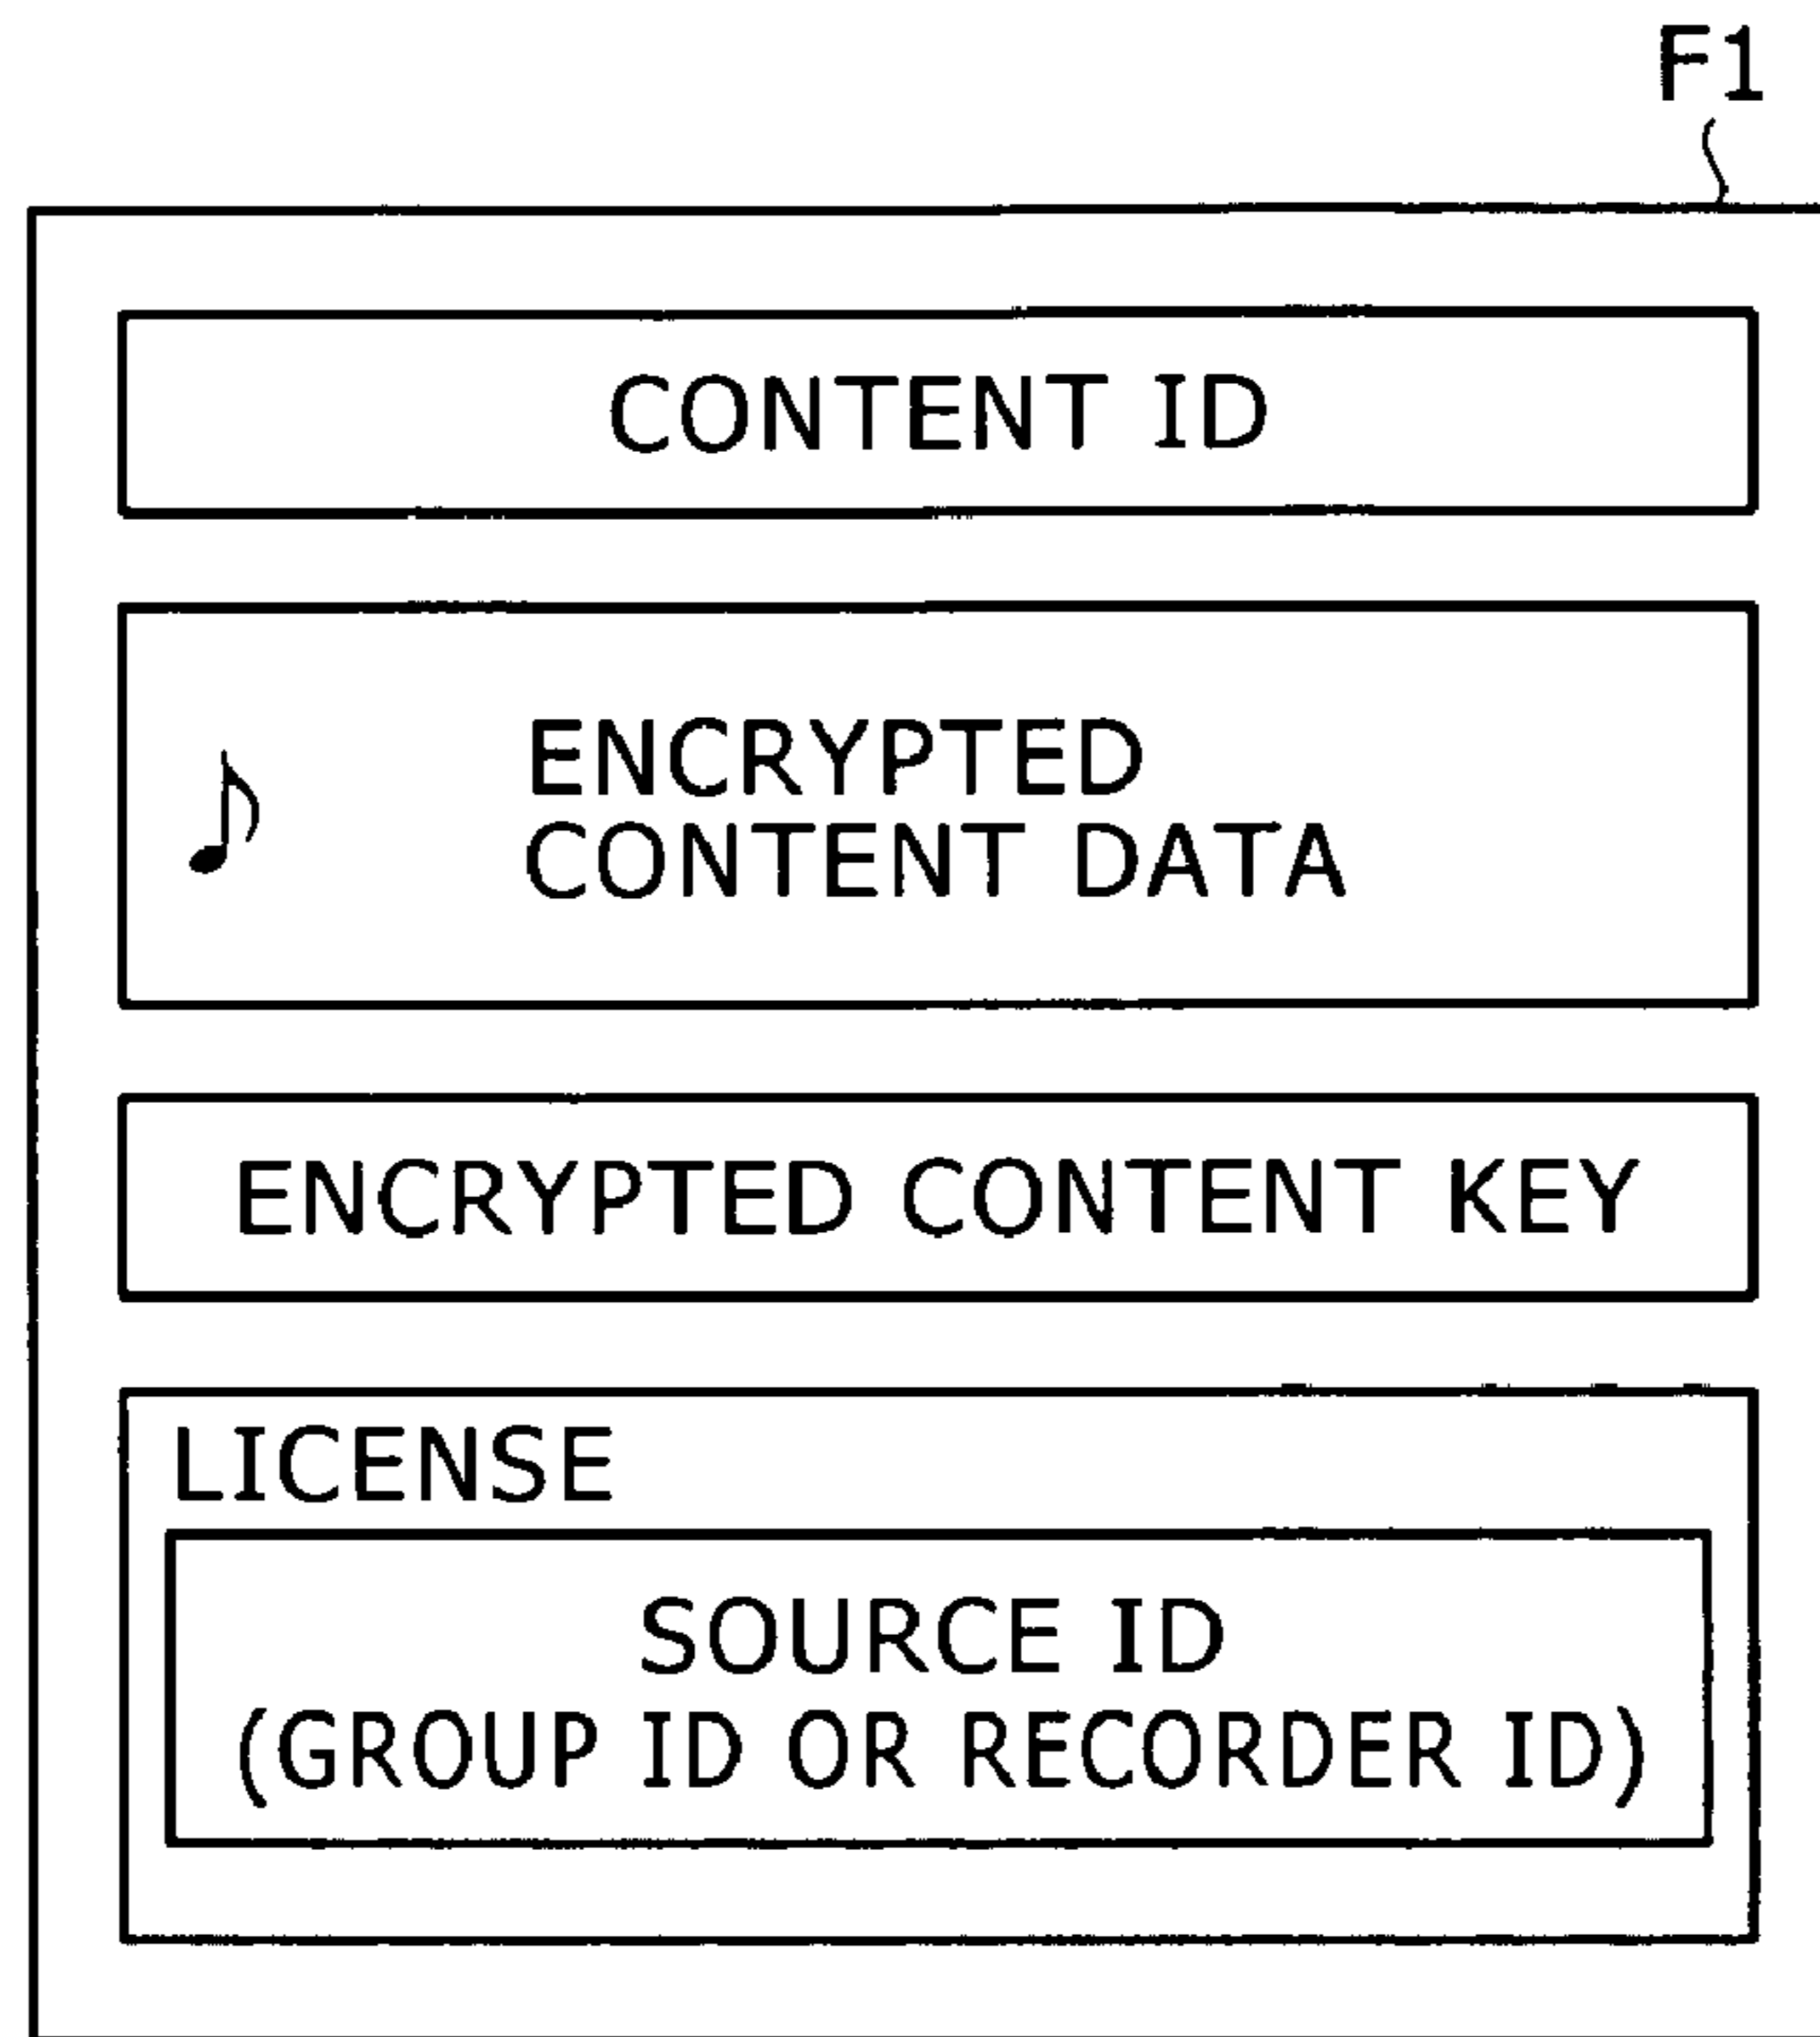 F1
CONTENT ID
ENCRYPTED
CONTENT DATA
ENCRYPTED CONTENT KEY
LICENSE
SOURCE ID
(GROUP ID OR RECORDER ID)